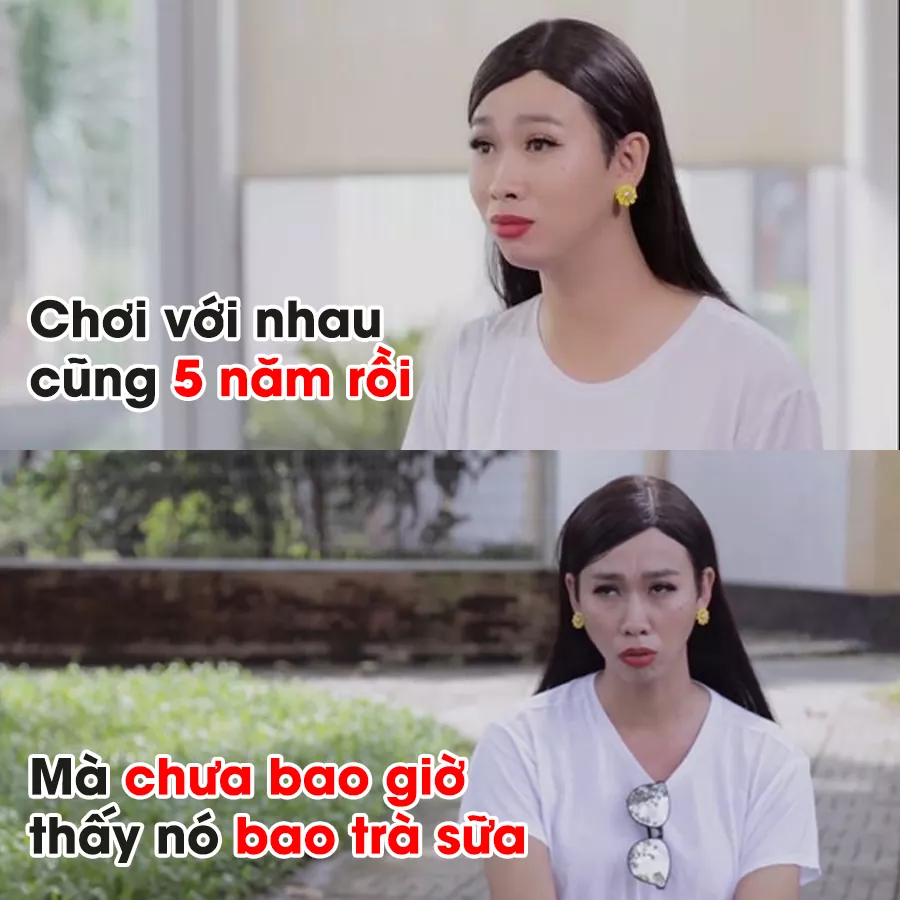 Chơi với nhau
cũng 5 năm rồi
Mà chưa bao giờ
thấy nó bao trà sữa